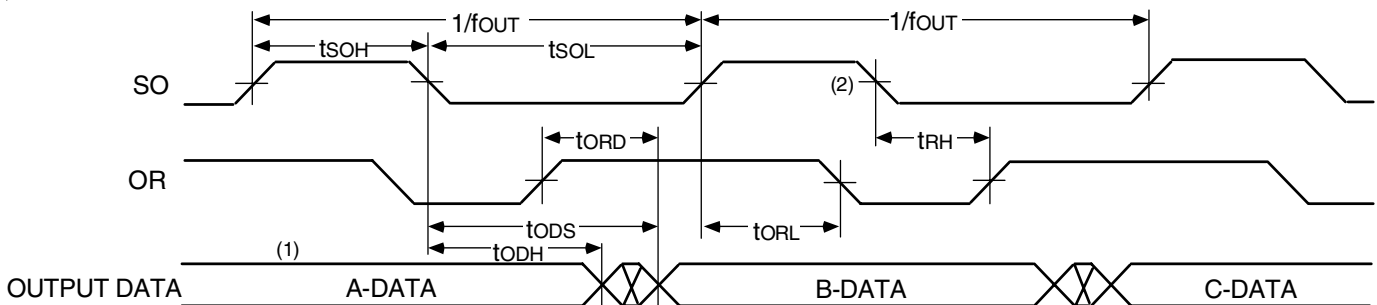 1/fOUT 1/fOUT
tSOH tSOL
SO (2)
tORD tRH
OR
tODS tORL
(1) tODH
OUTPUT DATA A-DATA B-DATA C-DATA